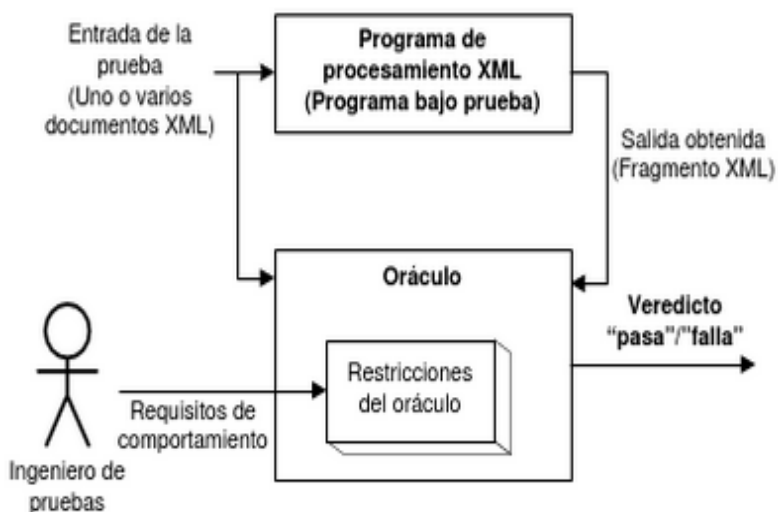 Entrada de la
prueba
(Uno o varios
documentos XML)
Programa de
procesamiento XML
(Programa bajo prueba)
Salida obtenida
(Fragmento XML)
Oráculo
Veredicto
“pasa”/"falla"
Restricciones
del oráculo
Requisitos de
comportamiento
Ingeniero de
pruebas